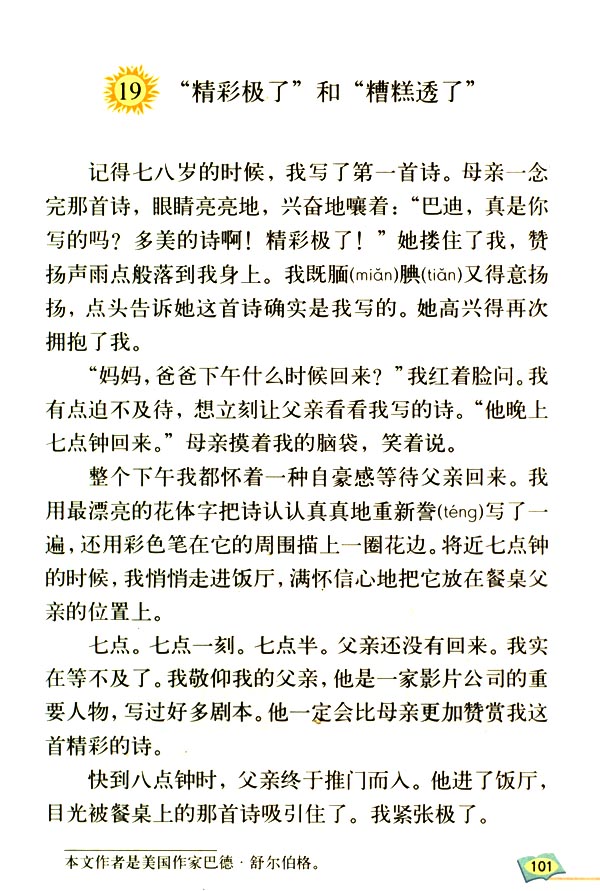 19 “精彩极了”和“糟糕透了”
记得七八岁的时候，我写了第一首诗。母亲一念
完那首诗，眼睛亮亮地，兴奋地嚷着：“巴迪，真是你
写的吗？多美的诗啊！精彩极了！”她搂住了我，赞
扬声雨点般落到我身上。我既腼(miǎn)腆(tiǎn)又得意扬
扬，点头告诉她这首诗确实是我写的。她高兴得再次
拥抱了我。
“妈妈，爸爸下午什么时候回来？”我红着脸问。我
有点迫不及待，想立刻让父亲看看我写的诗。“他晚上
七点钟回来。”母亲摸着我的脑袋，笑着说。
整个下午我都怀着一种自豪感等待父亲回来。我
用最漂亮的花体字把诗认认真真地重新誊(téng)写了一
遍，还用彩色笔在它的周围描上一圈花边。将近七点钟
的时候，我悄悄走进饭厅，满怀信心地把它放在餐桌父
亲的位置上。
七点。七点一刻。七点半。父亲还没有回来。我实
在等不及了。我敬仰我的父亲，他是一家影片公司的重
要人物，写过好多剧本。他一定会比母亲更加赞赏我这
首精彩的诗。
快到八点钟时，父亲终于推门而入。他进了饭厅，
目光被餐桌上的那首诗吸引住了。我紧张极了。
本文作者是美国作家巴德·舒尔伯格。
101